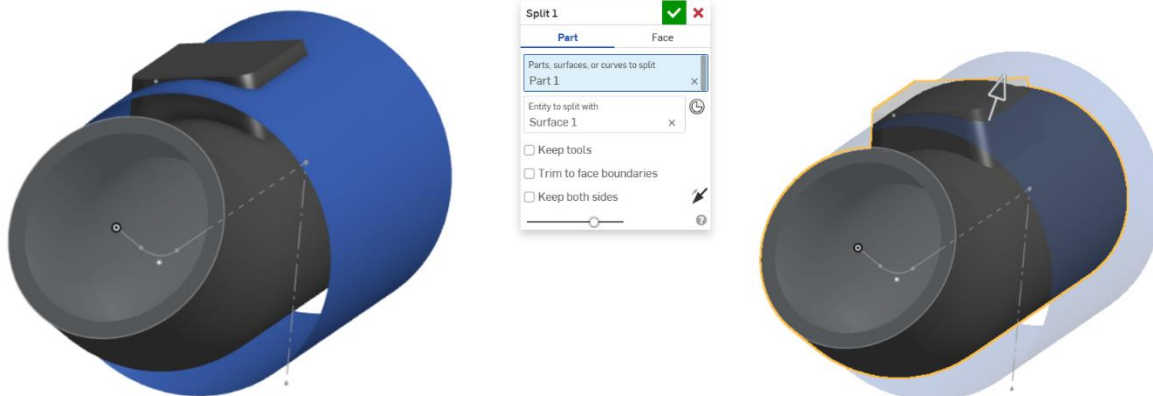 Split 1
Part Face
Parts, surfaces, or curves to split
Part 1
Entity to split with
Surface 1
Keep tools
Trim to face boundaries
Keep both sides